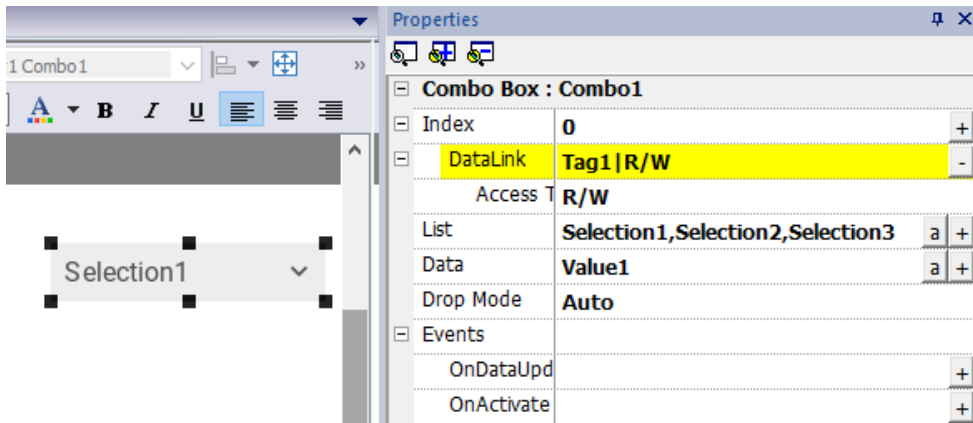 Properties
1 Combo1
»
A B I U
Combo Box : Combo1
Index 0 +
DataLink Tag1|R/W -
Access T R/W
List Selection1,Selection2,Selection3 a +
Data Value1 a +
Drop Mode Auto
Events
OnDataUpd +
OnActivate +
Selection1